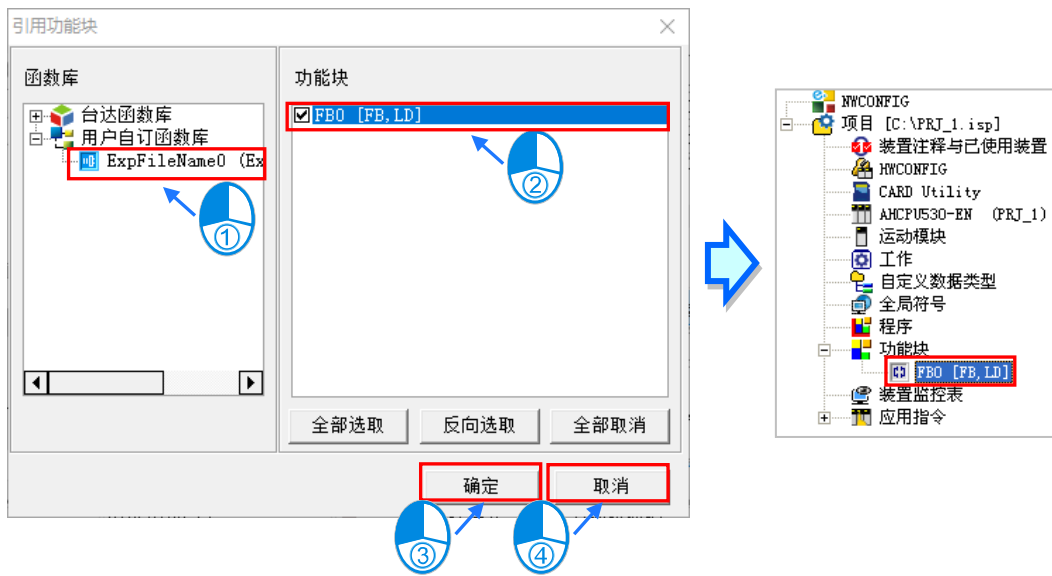 引用功能块
函数库
台达函数库
用户自订函数库
ExpFileName0 (Ex
①
功能块
FB0 [FB,LD]
②
全部选取
反向选取
全部取消
确定
取消
③
④
NWCONFIG
项目 [C:\PRJ_1.isp]
装置注释与已使用装置
HWCONFIG
CARD Utility
AHCPU530-EN (PRJ_1)
运动模块
工作
自定义数据类型
全局符号
程序
功能块
FB0 [FB,LD]
装置监控表
应用指令